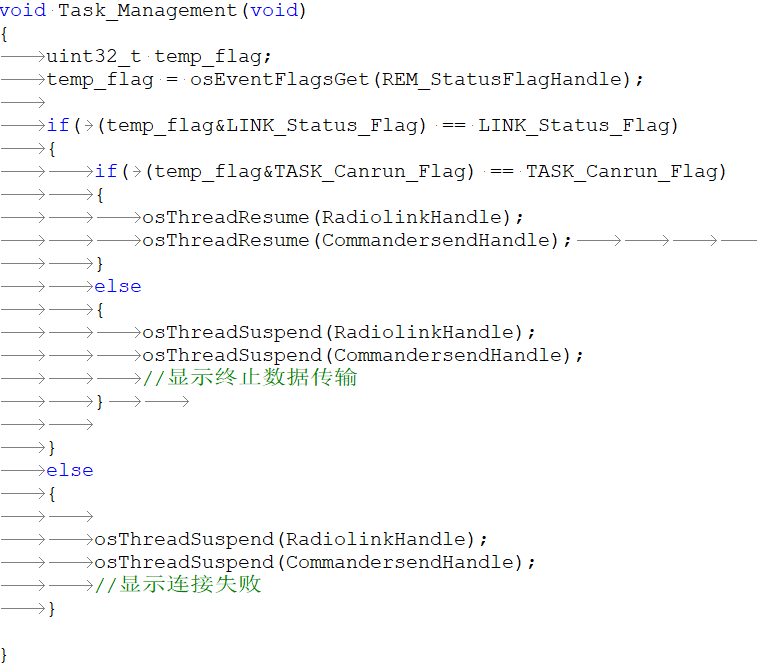 void Task_Management(void)
{
uint32_t temp_flag;
temp_flag = osEventFlagsGet(REM_StatusFlagHandle);
if( (temp_flag&LINK_Status_Flag) == LINK_Status_Flag)
{
if( (temp_flag&TASK_Canrun_Flag) == TASK_Canrun_Flag)
{
osThreadResume(RadiolinkHandle);
osThreadResume(CommandersendHandle);
}
else
{
osThreadSuspend(RadiolinkHandle);
osThreadSuspend(CommandersendHandle);
//显示终止数据传输
}
}
else
{
osThreadSuspend(RadiolinkHandle);
osThreadSuspend(CommandersendHandle);
//显示连接失败
}
}